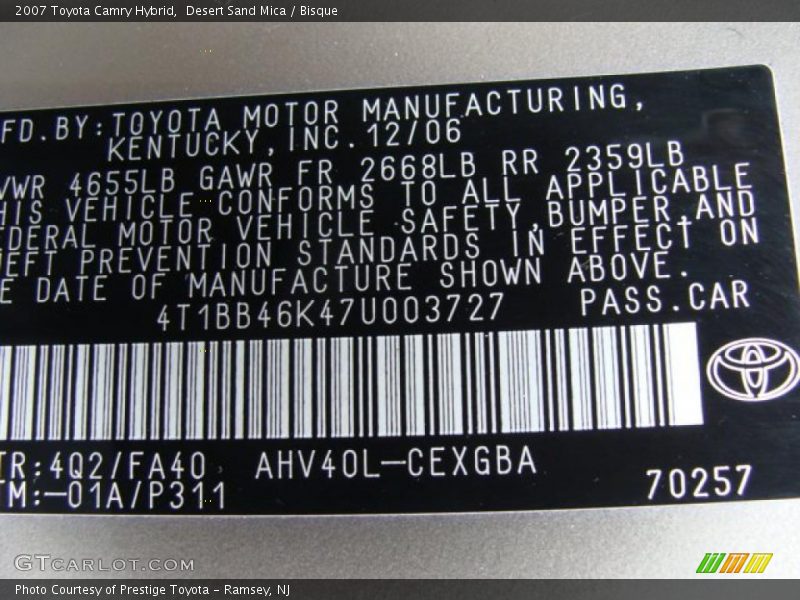 2007 Toyota Camry Hybrid,  Desert Sand Mica / Bisque
FD.BY:TOYOTA MOTOR MANUFACTURING,
KENTUCKY,INC.12/06
VWR 4655LB GAWR FR 2668LB RR 2359LB
HIS VEHICLE CONFORMS TO ALL APPLICABLE
EDERAL MOTOR VEHICLE SAFETY,BUMPER,AND
HEFT PREVENTION STANDARDS IN EFFECT ON
E DATE OF MANUFACTURE SHOWN ABOVE.
4T1BB46K47U003727 PASS.CAR
TR:4Q2/FA40 AHV40L-CEXGBA
TM:-01A/P311 70257
GTCARLOT.COM
Photo Courtesy of Prestige Toyota - Ramsey, NJ